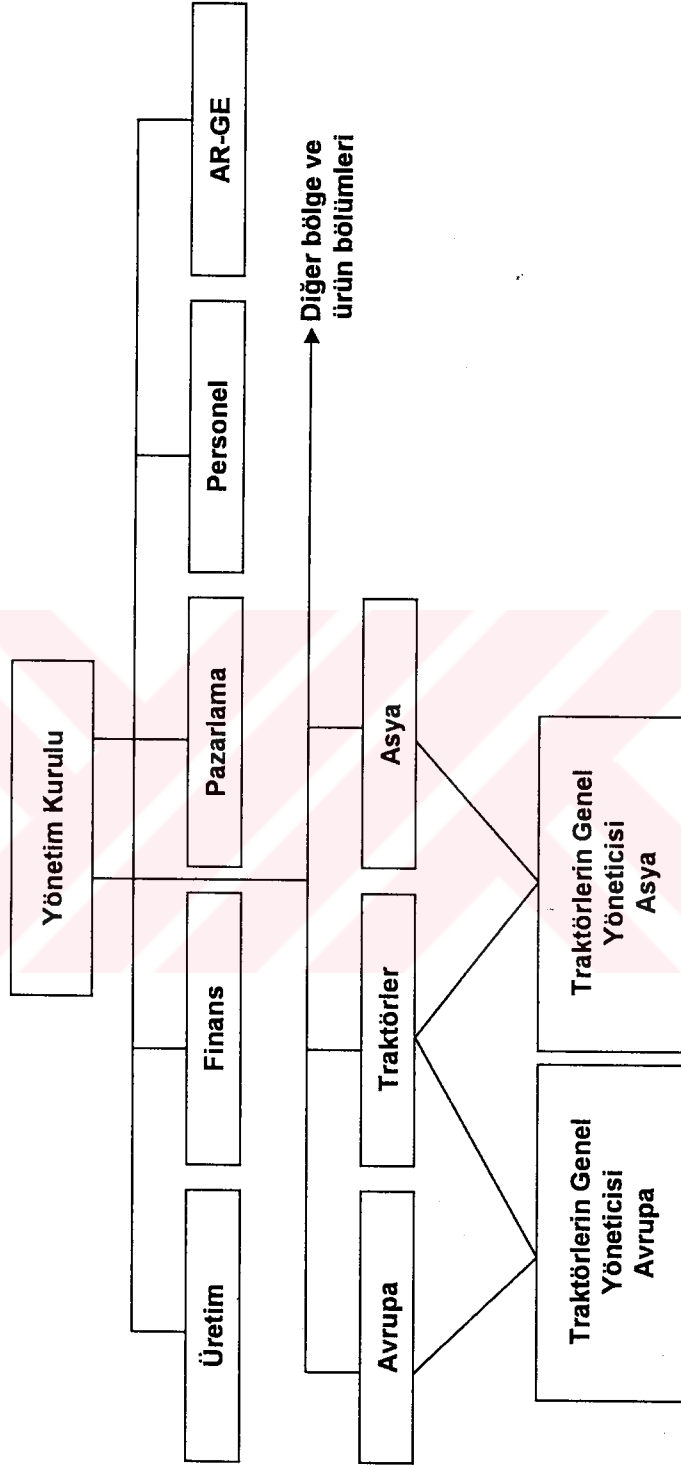 Yönetim Kurulu
Üretim
Finans
Pazarlama
Personel
AR-GE
Diğer bölge ve
ürün bölümleri
Avrupa
Traktörler
Asya
Traktörlerin Genel
Yöneticisi
Avrupa
Traktörlerin Genel
Yöneticisi
Asya